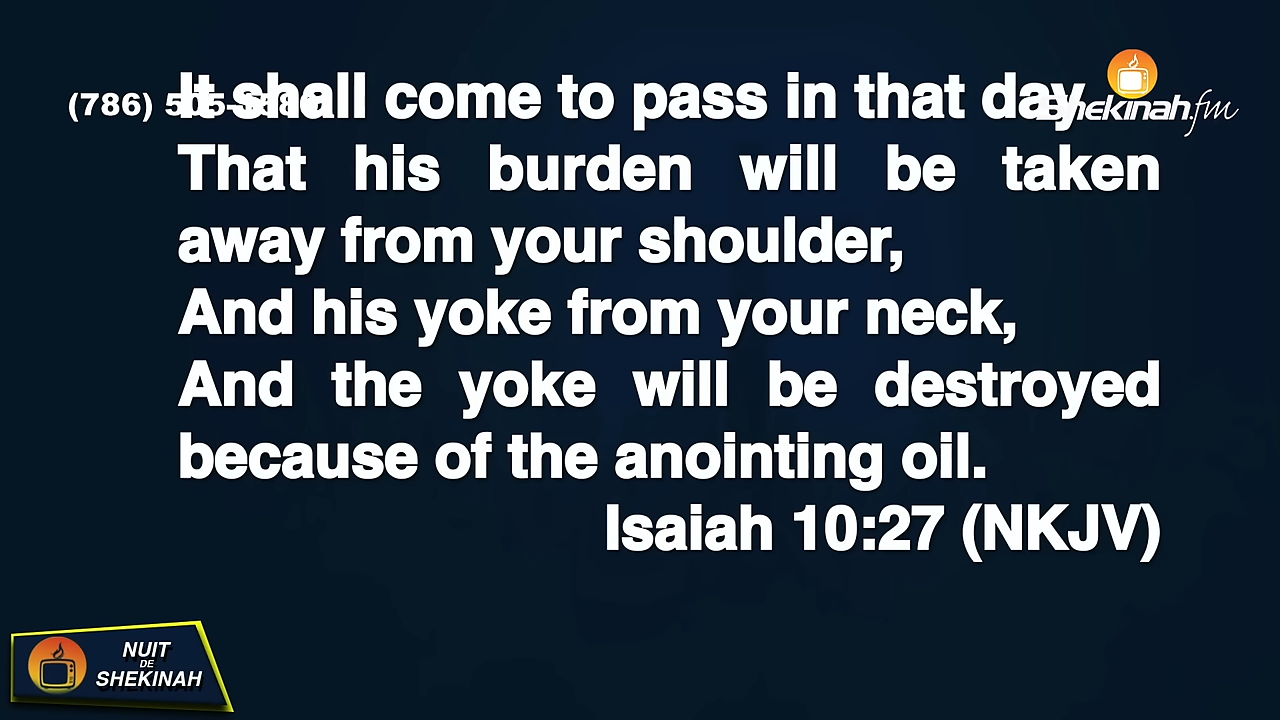 (786)
It shall come to pass in that day
Shekinah.fm
That his burden will be taken
away from your shoulder,
And his yoke from your neck,
And the yoke will be destroyed
because of the anointing oil.
Isaiah 10:27 (NKJV)
NUIT
DE
SHEKINAH